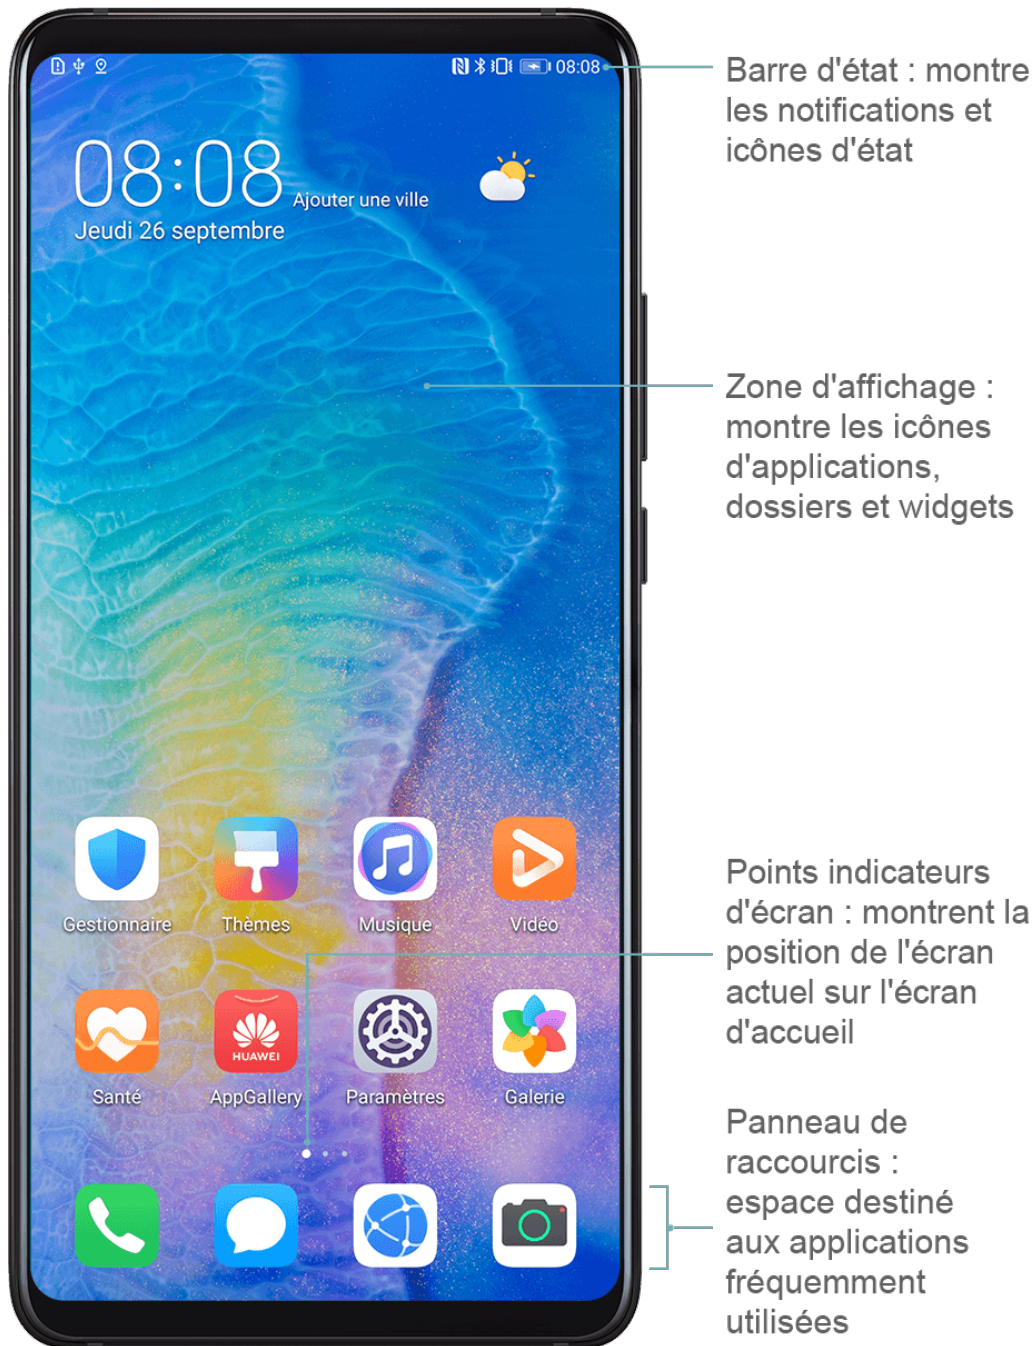 08:08
Barre d'état : montre
les notifications et
icônes d'état
08:08
Ajouter une ville
Jeudi 26 septembre
Zone d'affichage :
montre les icônes
d'applications,
dossiers et widgets
Gestionnaire
Thèmes
Musique
Vidéo
Points indicateurs
d'écran : montrent la
position de l'écran
actuel sur l'écran
d'accueil
HUAWEI
Santé
AppGallery
Paramètres
Galerie
Panneau de
raccourcis :
espace destiné
aux applications
fréquemment
utilisées